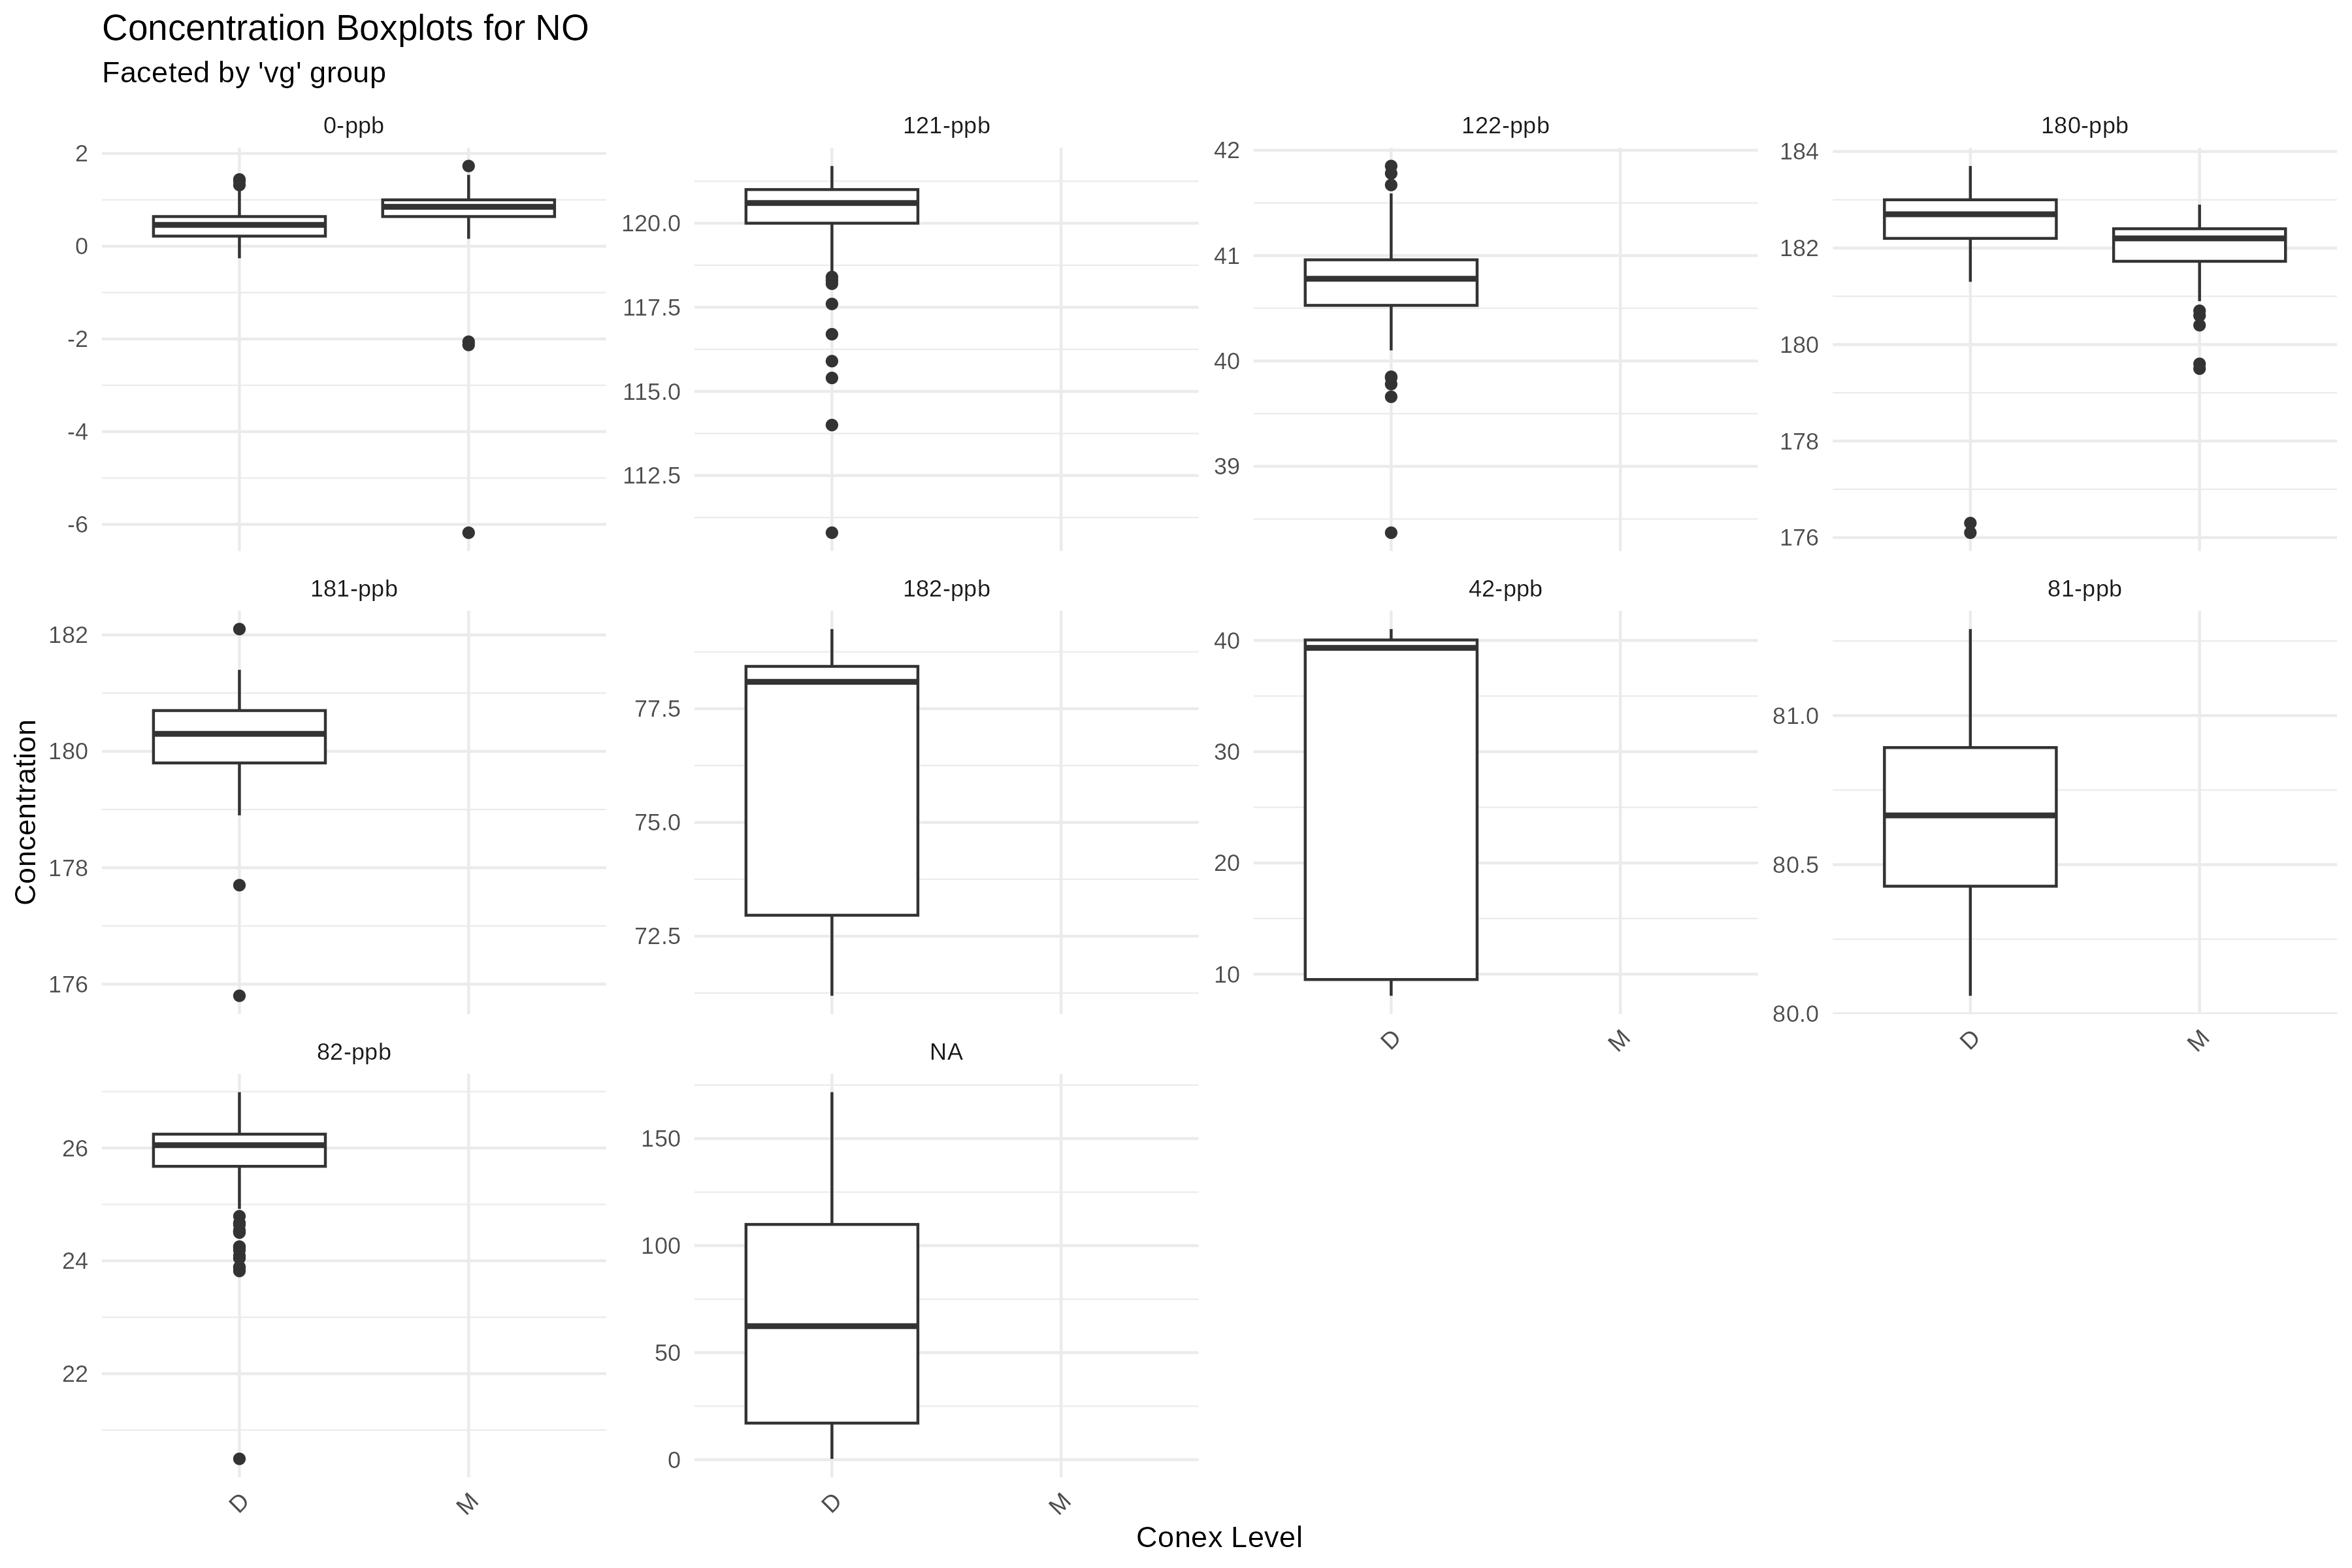 Concentration Boxplots for NO
Faceted by 'vg' group
0-ppb
121-ppb
122-ppb
180-ppb
2
0
-2
-4
-6
120.0
117.5
115.0
112.5
42
41
40
39
184
182
180
178
176
181-ppb
182-ppb
42-ppb
81-ppb
182
180
178
176
77.5
75.0
72.5
40
30
20
10
81.0
80.5
80.0
D
M
D
M
82-ppb
NA
26
24
22
150
100
50
0
D
M
D
M
Concentration
Conex Level